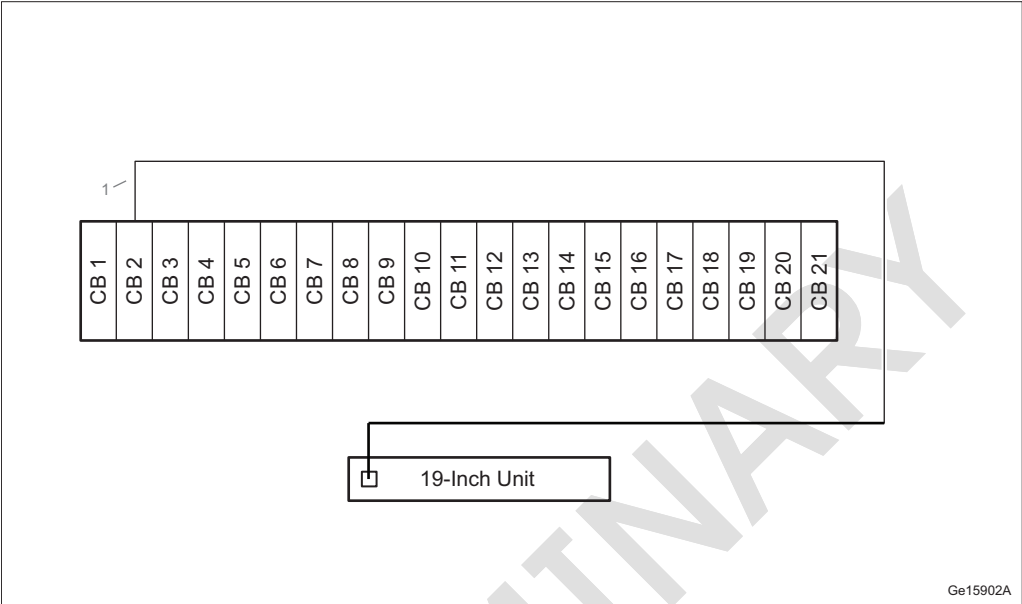 1
CB 1
CB 2
CB 3
CB 4
CB 5
CB 6
CB 7
CB 8
CB 9
CB 10
CB 11
CB 12
CB 13
CB 14
CB 15
CB 16
CB 17
CB 18
CB 19
CB 20
CB 21
19-Inch Unit
MINARY
Ge15902A